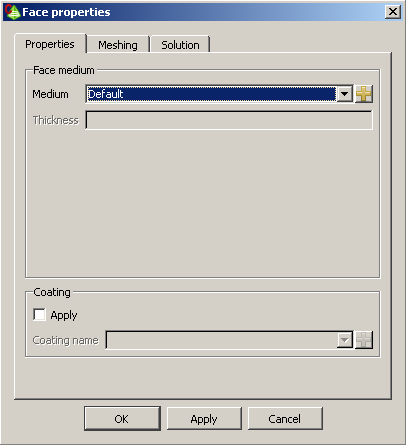 Face properties
Properties Meshing Solution
Face medium
Medium Default
Thickness
Coating
Apply
Coating name
OK Apply Cancel